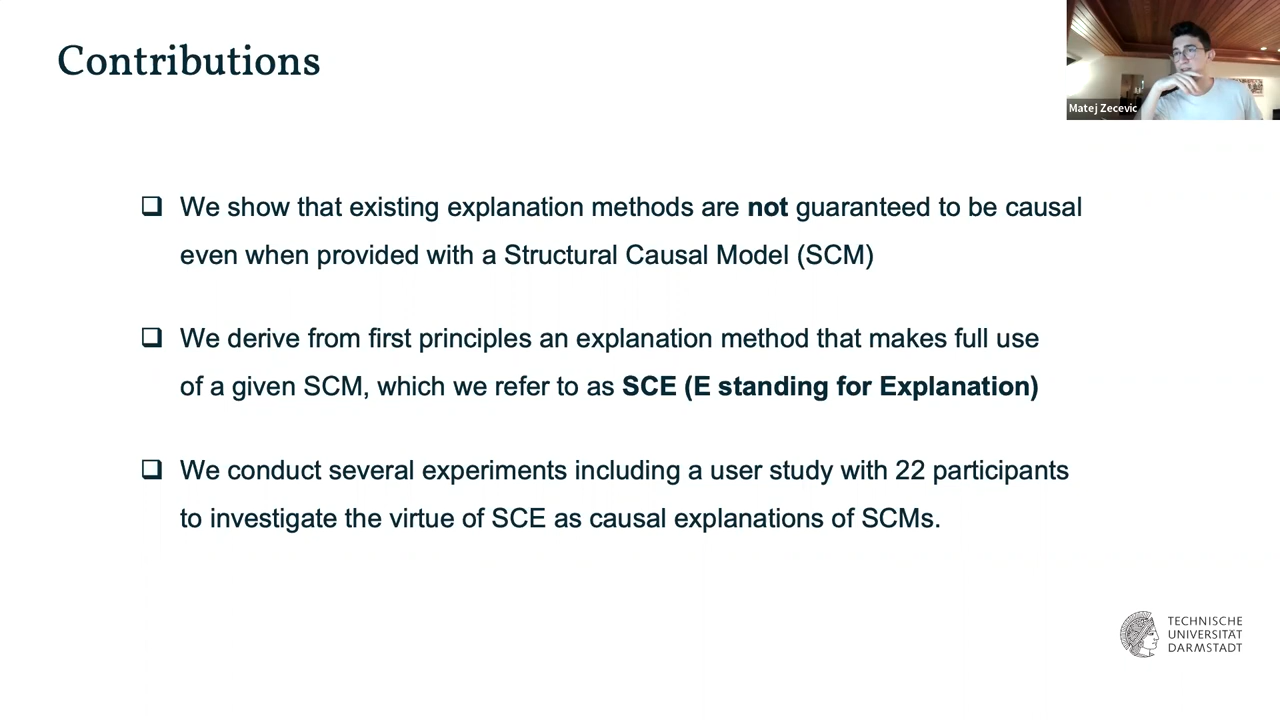 Contributions
Matej Zecevic
❑ We show that existing explanation methods are not guaranteed to be causal
even when provided with a Structural Causal Model (SCM)
❑ We derive from first principles an explanation method that makes full use
of a given SCM, which we refer to as SCE (E standing for Explanation)
❑ We conduct several experiments including a user study with 22 participants
to investigate the virtue of SCE as causal explanations of SCMs.
TECHNISCHE
UNIVERSITÄT
DARMSTADT